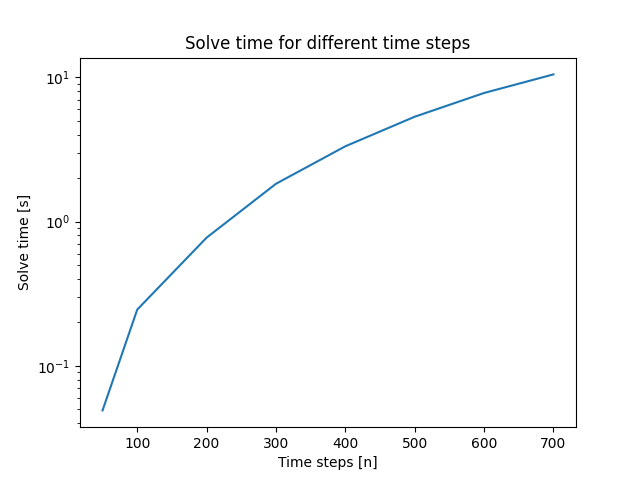 Solve time for different time steps
Solve time [s]
10¹
10⁰
10⁻¹
100 200 300 400 500 600 700
Time steps [n]